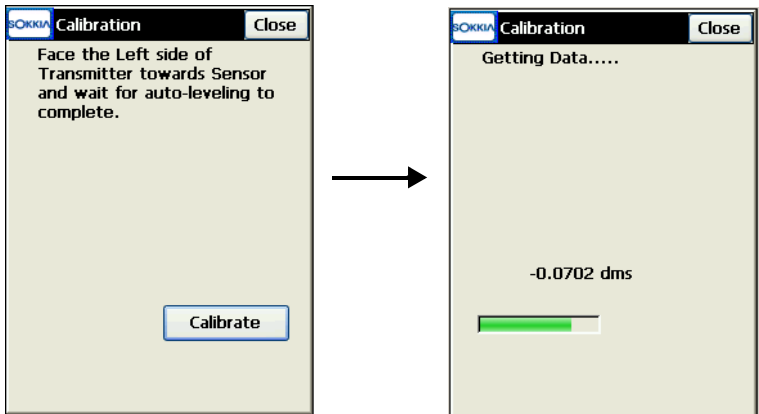 SOKKIA Calibration Close
Face the Left side of
Transmitter towards Sensor
and wait for auto-leveling to
complete.
Calibrate
SOKKIA Calibration Close
Getting Data.....
-0.0702 dms